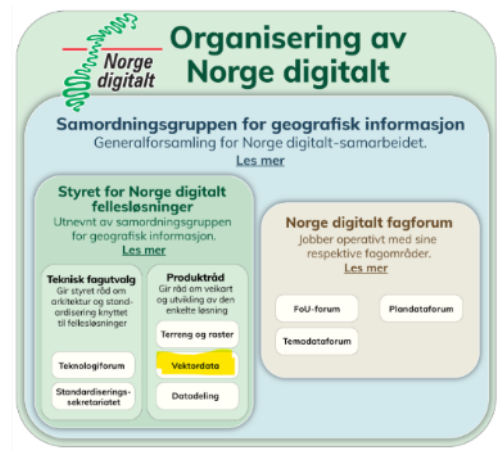 Norge
digitalt
Organisering av
Norge digitalt
Samordningsgruppen for geografisk informasjon
Generalforsamling for Norge digitalt-samarbeidet.
Les mer
Styret for Norge digitalt
fellesløsninger
Utnevnt av samordningsgruppen
for geografisk informasjon.
Les mer
Teknisk fagutvalg
Gir styret råd om
arkitektur og stand-
ardisering knyttet
til fellesløsninger
Teknologiforum
Standardiserings-
sekretariatet
Produktråd
Gir råd om veikart
og utvikling av den
enkelte løsning
Terreng og raster
Vektordata
Datadeling
Norge digitalt fagforum
Jobber operativt med sine
respektive fagområder.
Les mer
FoU-forum
Plandataforum
Temadataforum